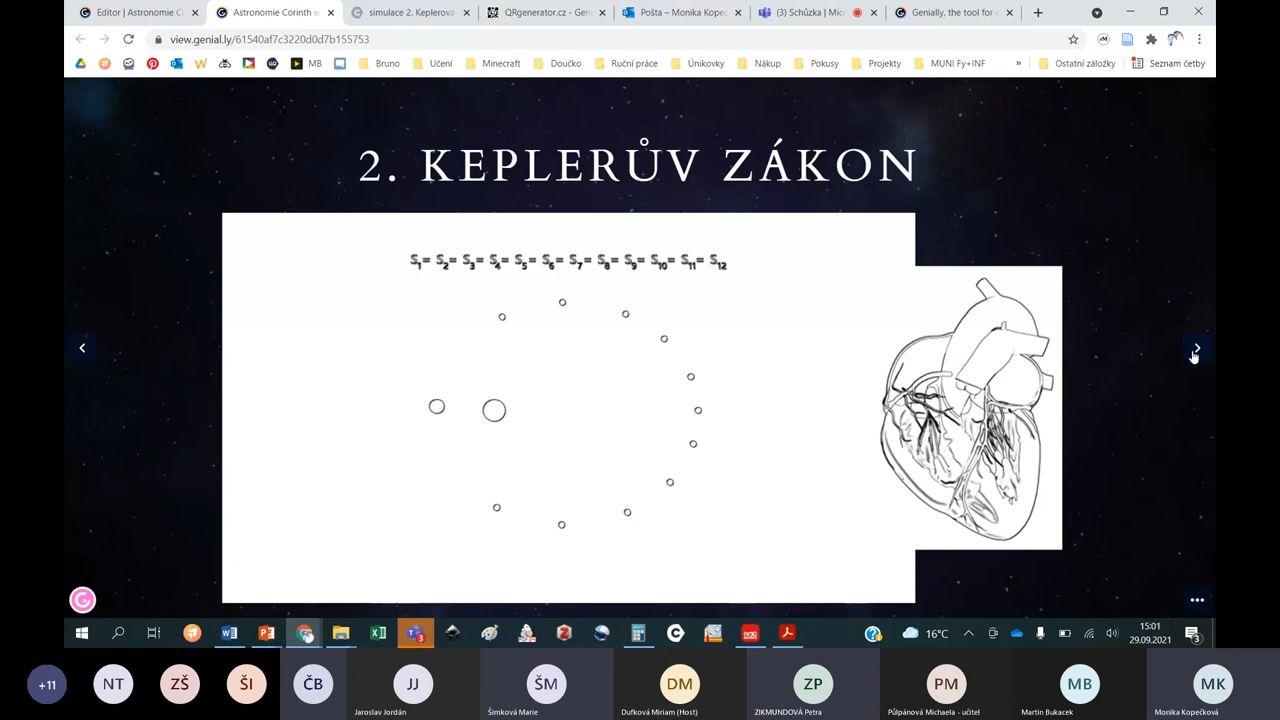 Editor | Astronomie C
Astronomie Corinth w
simulace 2. Keplerova
QRgenerator.cz - Gen
Pošta – Monika Kopec
(3) Schůzka | Mic
Genially, the tool for c
view.genial.ly/61540af7c3220d0d7b155753
MB
Bruno
Učení
Minecraft
Doučko
Ruční práce
Únikovky
Nákup
Pokusy
Projekty
MUNI Fy+INF
»
Ostatní záložky
Seznam četby
2. KEPLERŮV ZÁKON
S1= S2= S3= S4= S5= S6= S7= S8= S9= S10= S11= S12
16°C
15:01
29.09.2021
+11
NT
ZŠ
ŠI
ČB
JJ
Jaroslav Jordán
ŠM
Šimková Marie
DM
Dufková Miriam (Host)
ZP
ZIKMUNDOVÁ Petra
PM
Půlpánová Michaela - učitel
MB
Martin Bukacek
MK
Monika Kopečková